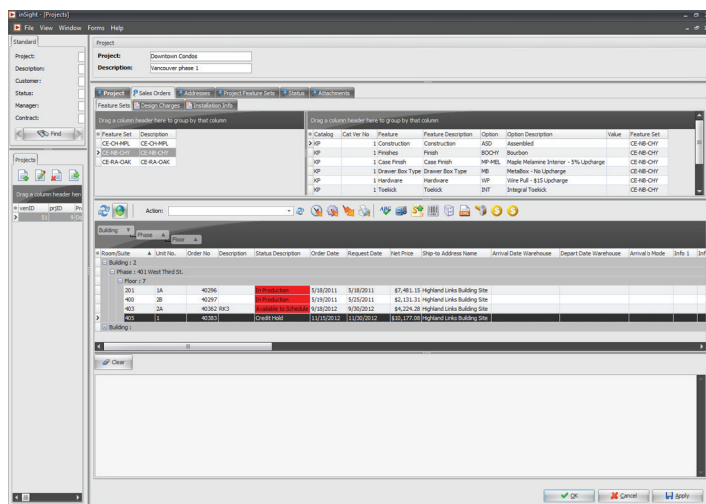 inSight - [Projects]
File View Window Forms Help
Standard
Project:
Description:
Customer:
Status:
Manager:
Contract:
Find
Projects
Drag a column header here
venID prjID Pro
51 9 Do
Project
Project: Downtown Condos
Description: Vancouver phase 1
Project Sales Orders Addresses Project Feature Sets Status Attachments
Feature Sets Design Charges Installation Info
Drag a column header here to group by that column
Feature Set Description
CE-CH-MPL CE-CH-MPL
CE-NB-CHY CE-NB-CHY
CE-RA-OAK CE-RA-OAK
Drag a column header here to group by that column
Catalog Cat Ver No Feature Feature Description Option Option Description Value Feature Set
KP 1 Construction Construction ASD Assembled CE-NB-CHY
KP 1 Finishes Finish BOCHY Bourbon CE-NB-CHY
KP 1 Case Finish Case Finish MP-MEL Maple Melamine Interior - 5% Upcharge CE-NB-CHY
KP 1 Drawer Box Type Drawer Box Type MB MetaBox - No Upcharge CE-NB-CHY
KP 1 Hardware Hardware WP Wire Pull - $15 Upcharge CE-NB-CHY
KP 1 Toekick Toekick INT Integral Toekick CE-NB-CHY
Action:
Building
Phase
Floor
Room/Suite Unit No. Order No Description Status Description Order Date Request Date Net Price Ship-to Address Name Arrival Date Warehouse Depart Date Warehouse Arrival Mode Info 1 Inf
Building : 2
Phase : 401 West Third St.
Floor : 7
201 1A 40296 In Production 5/18/2011 5/18/2011 $7,481.15 Highland Links Building Site
400 2B 40297 In Production 5/19/2011 5/25/2011 $2,131.31 Highland Links Building Site
403 2A 40362 RK3 Available to Schedule 9/18/2012 9/30/2012 $4,224.28 Highland Links Building Site
405 1 40383 Credit Hold 11/15/2012 11/30/2012 $10,177.08 Highland Links Building Site
Building :
Clear
OK Cancel Apply